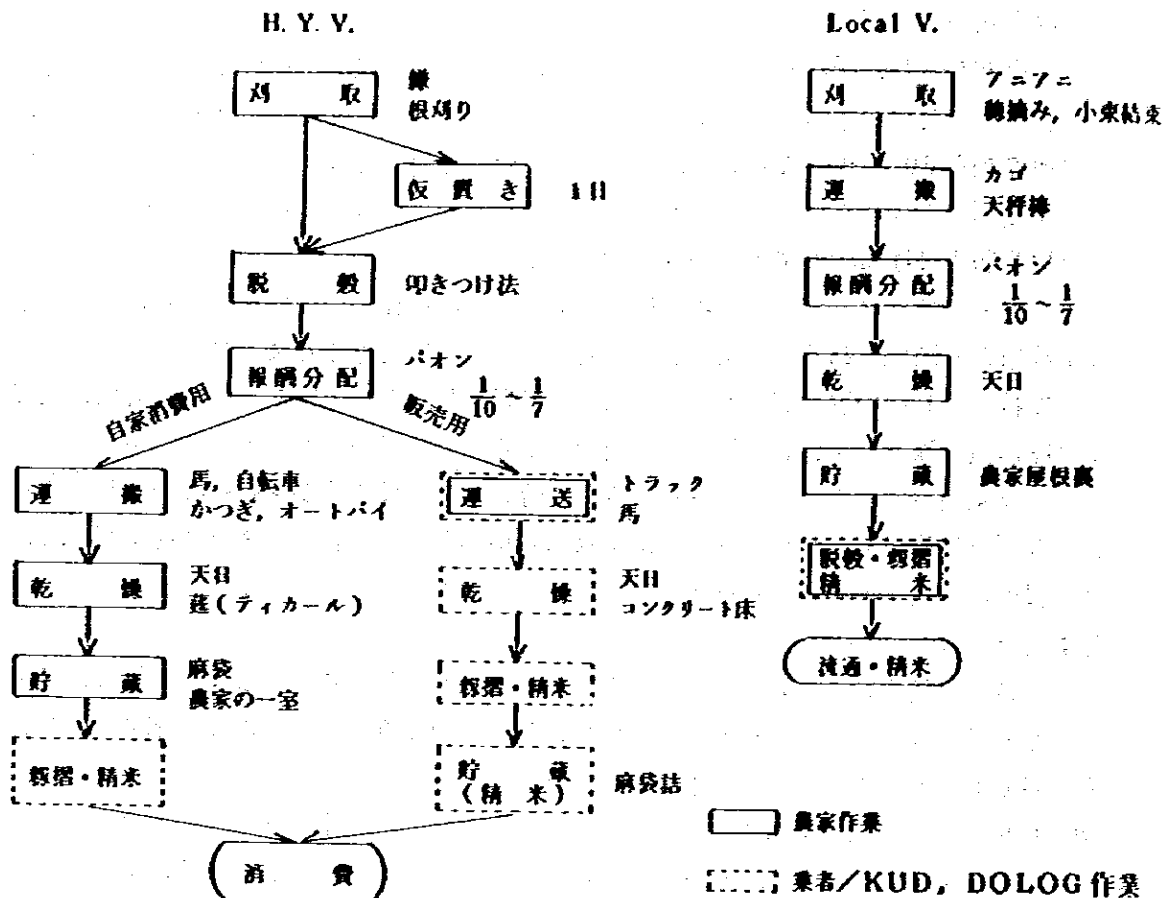 H. Y. V.
刈取
鎌
根刈り
仮置き
1日
脱穀
叩きつけ法
報酬分配
バオン
1/10 ~ 1/7
自家消費用
販売用
運搬
馬, 自転車
かつぎ, オートバイ
乾燥
天日
莚(ティカール)
貯蔵
麻袋
農家の一室
籾摺・精米
運送
トラック
馬
乾燥
天日
コンクリート床
籾摺・精米
貯蔵
(精米)
麻袋詰
消費
Local V.
刈取
アニアニ
穂摘み, 小束結束
運搬
カゴ
天秤棒
報酬分配
バオン
1/10 ~ 1/7
乾燥
天日
貯蔵
農家屋根裏
脱穀・籾摺
精米
流通・精米
農家作業
業者/KUD, DOLOG作業